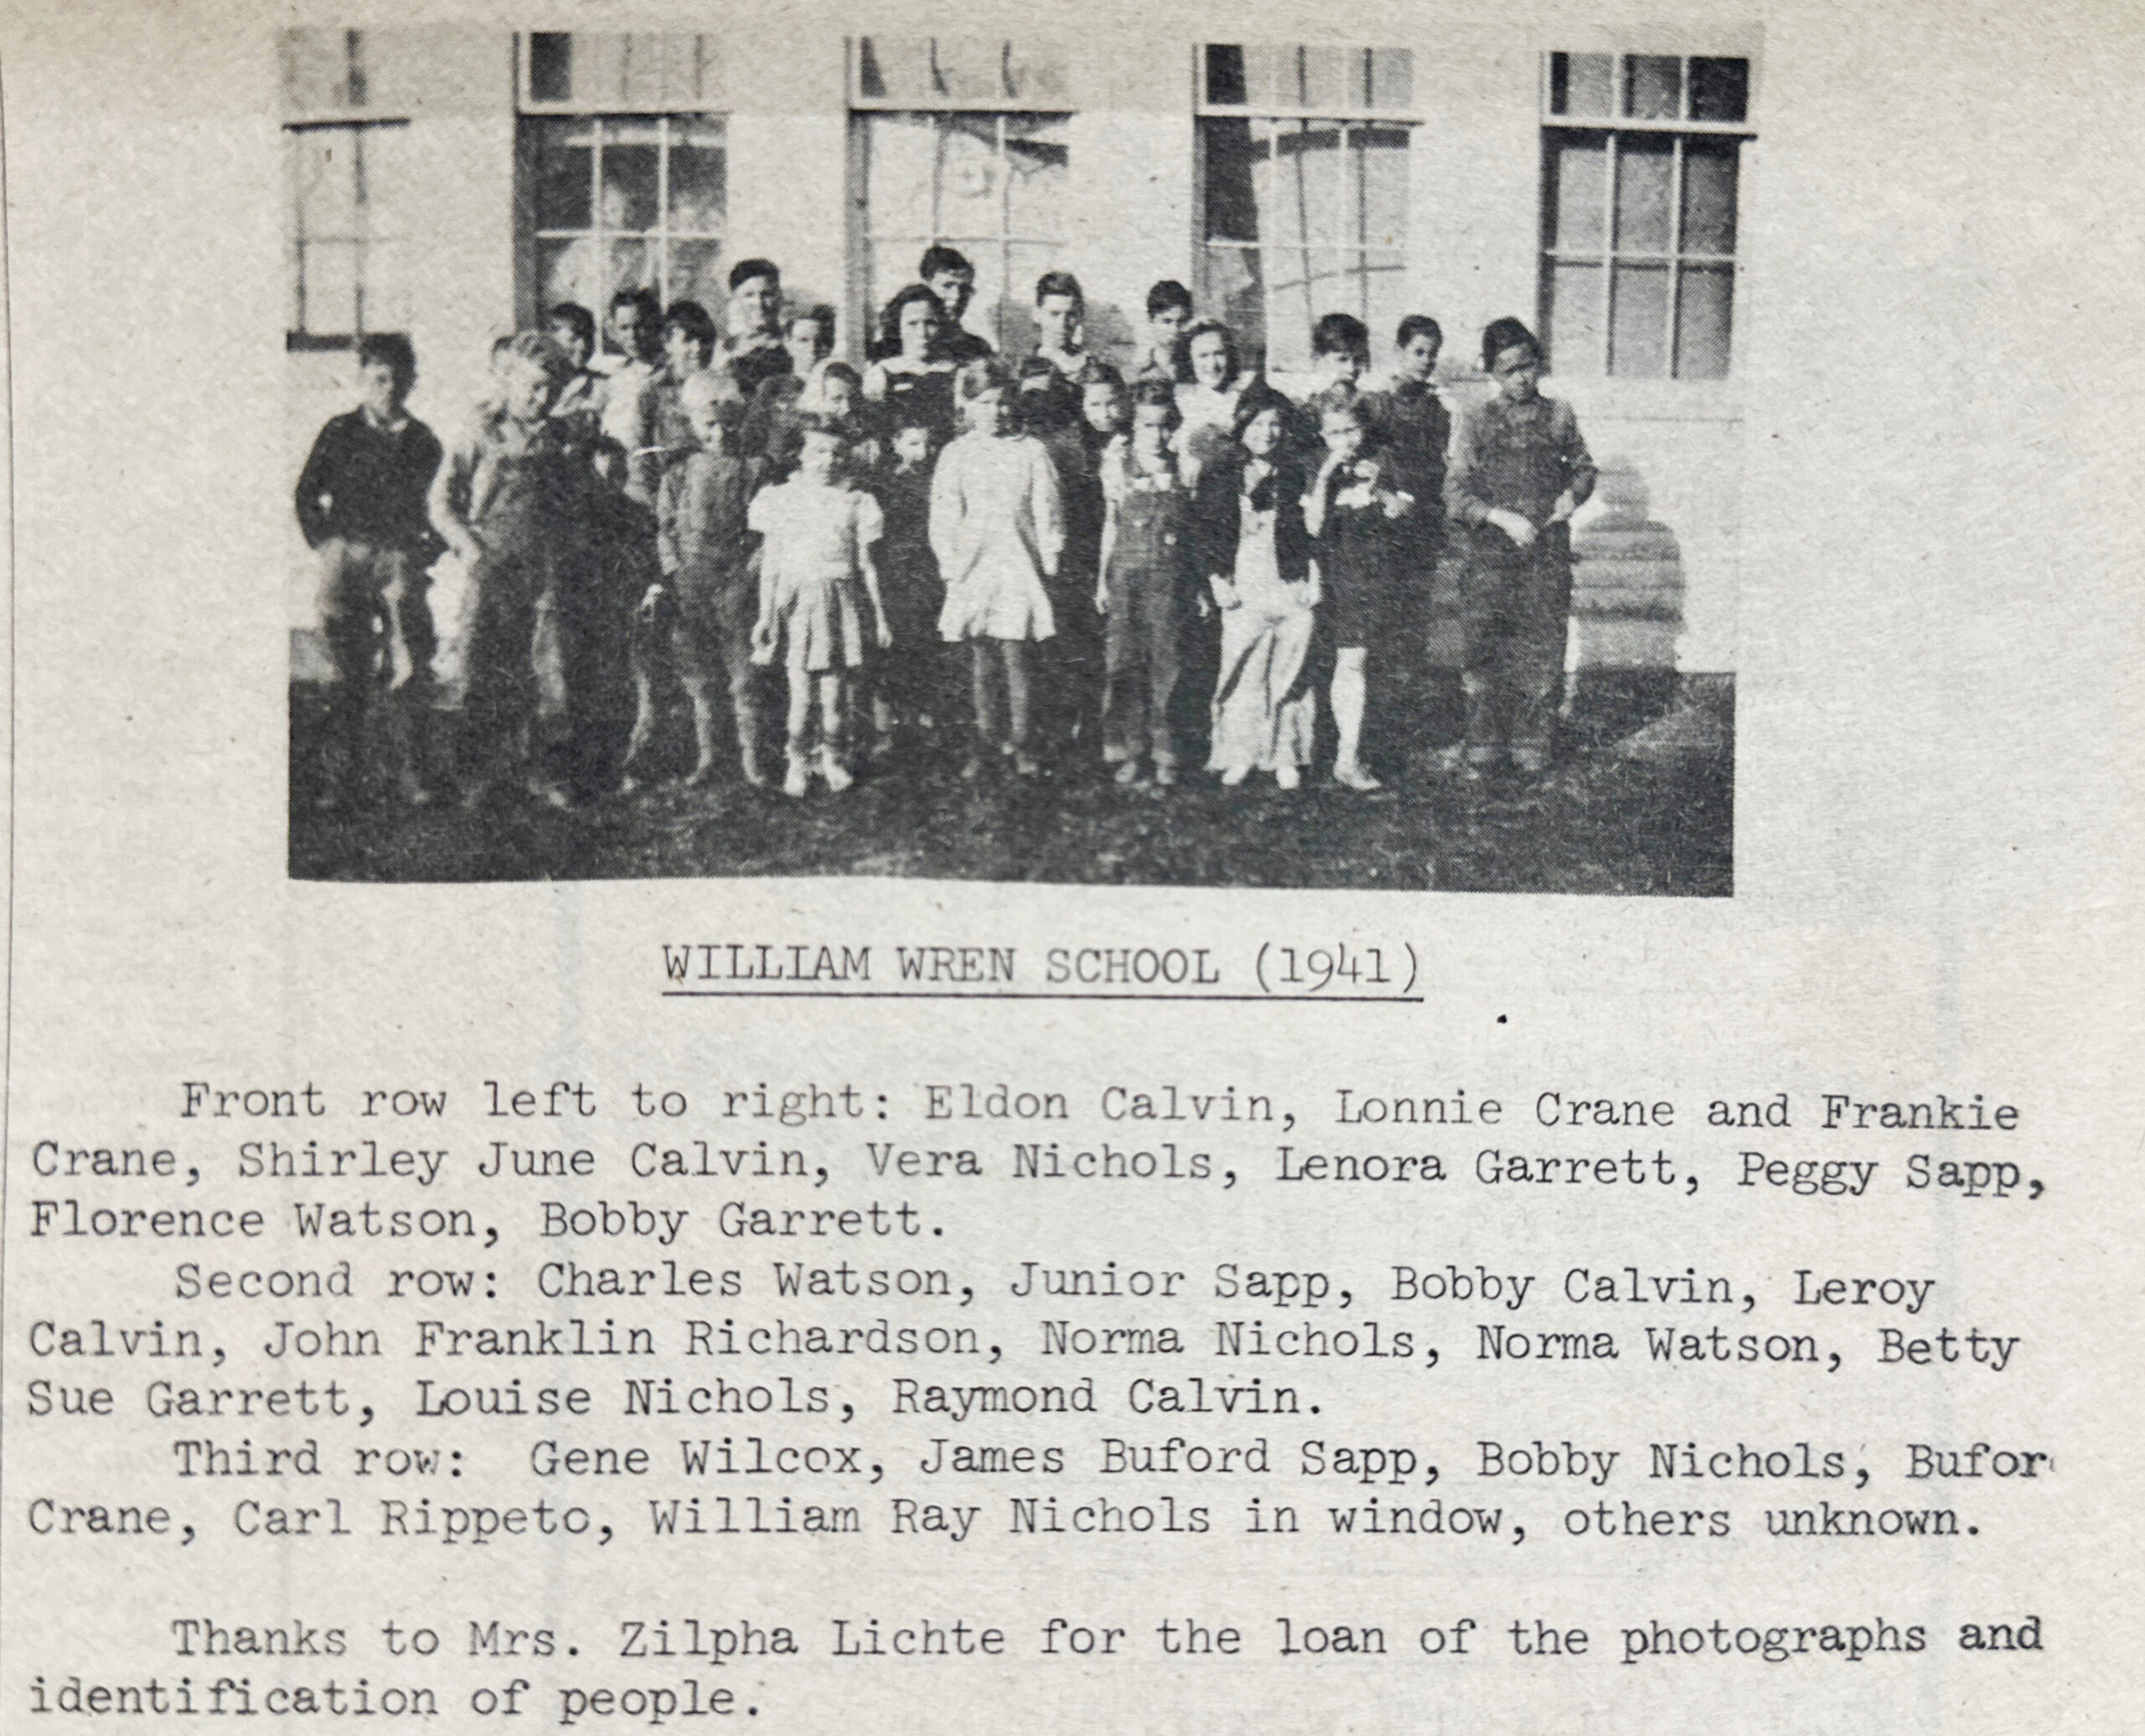 WILLIAM WREN SCHOOL (1941)
Front row left to right: Eldon Calvin, Lonnie Crane and Frankie
Crane, Shirley June Calvin, Vera Nichols, Lenora Garrett, Peggy Sapp,
Florence Watson, Bobby Garrett.
Second row: Charles Watson, Junior Sapp, Bobby Calvin, Leroy
Calvin, John Franklin Richardson, Norma Nichols, Norma Watson, Betty
Sue Garrett, Louise Nichols, Raymond Calvin.
Third row: Gene Wilcox, James Buford Sapp, Bobby Nichols, Bufor
Crane, Carl Rippeto, William Ray Nichols in window, others unknown.
Thanks to Mrs. Zilpha Lichte for the loan of the photographs and
identification of people.